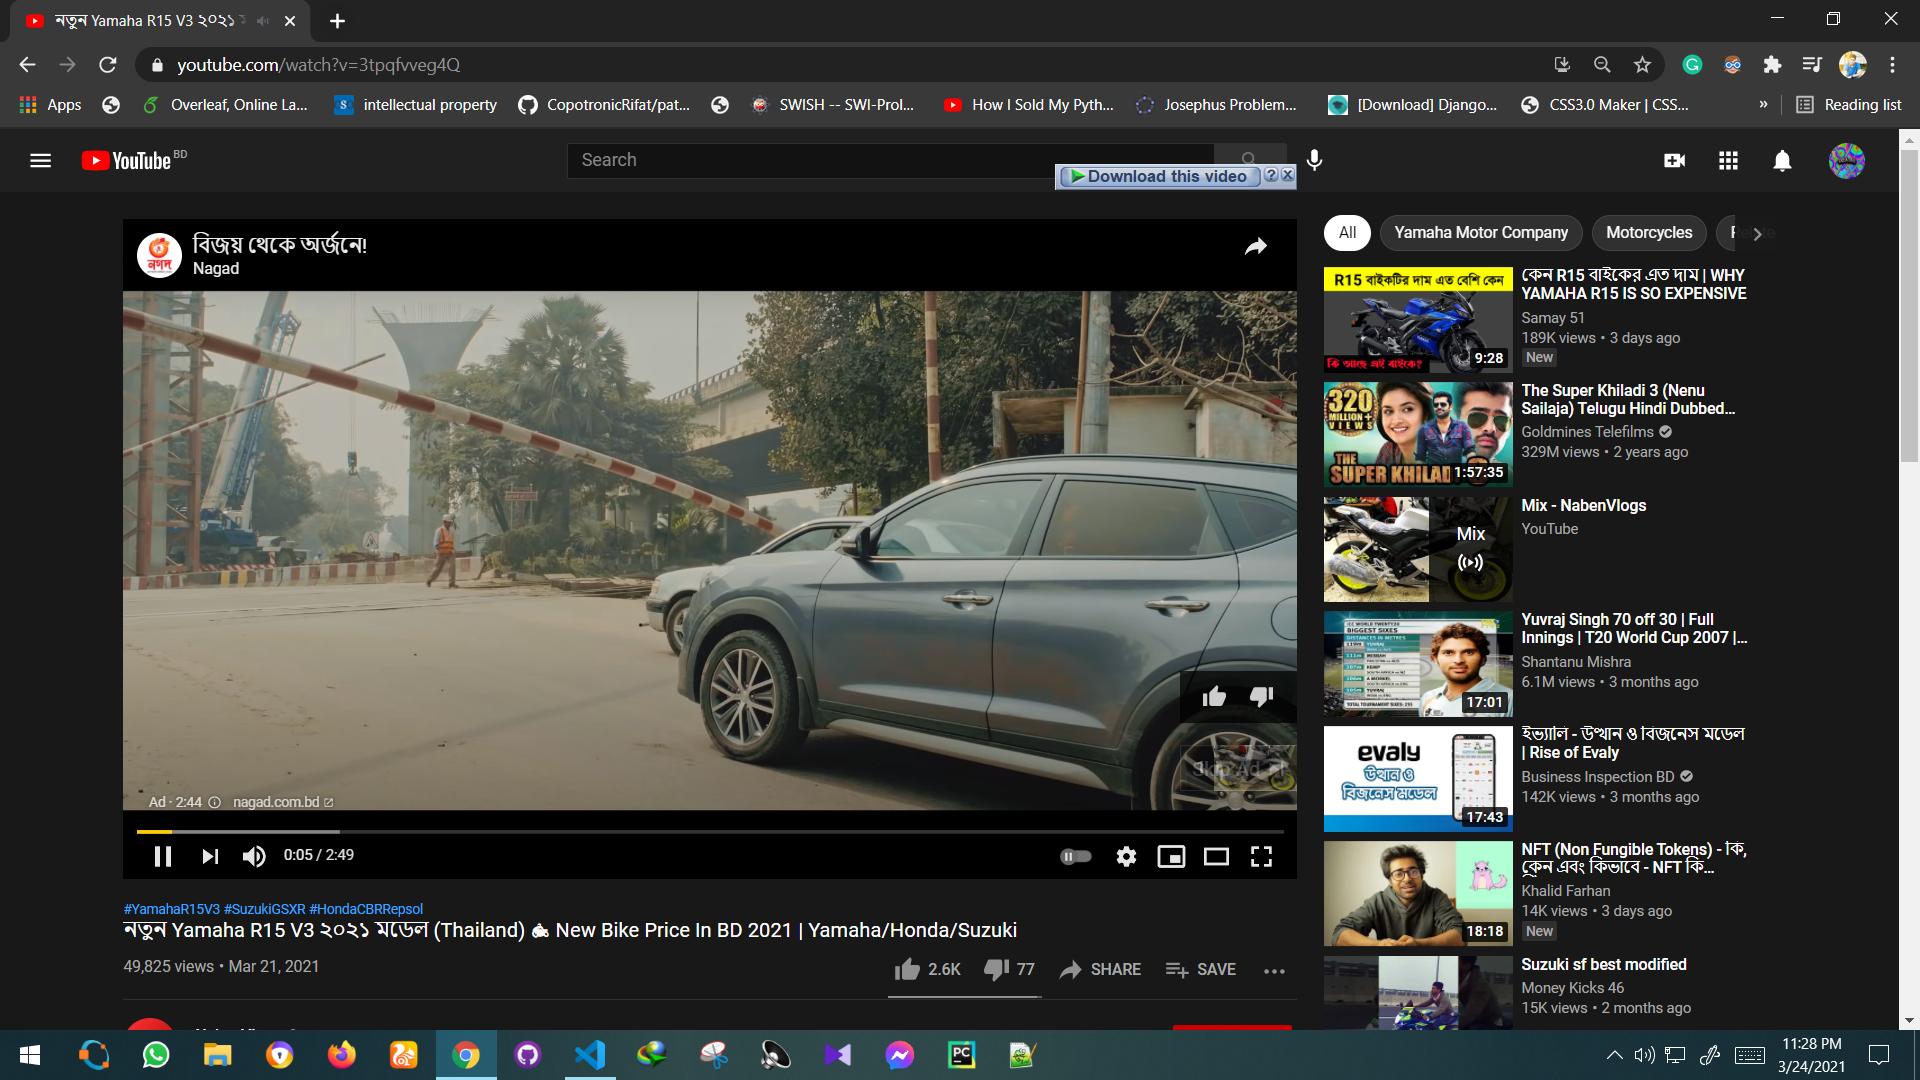 নতুন Yamaha R15 V3 ২০২১
youtube.com/watch?v=3tpqfvveg4Q
Apps
Overleaf, Online La...
intellectual property
CopotronicRifat/pat...
SWISH -- SWI-Prol...
How I Sold My Pyth...
Josephus Problem...
[Download] Django...
CSS3.0 Maker | CSS...
»
Reading list
YouTube BD
Search
Download this video
বিজয় থেকে অর্জনে!
Nagad
নগদ
Ad · 2:44
nagad.com.bd
Skip Ad
0:05 / 2:49
#YamahaR15V3 #SuzukiGSXR #HondaCBRRepsol
নতুন Yamaha R15 V3 ২০২১ মডেল (Thailand) 🏍 New Bike Price In BD 2021 | Yamaha/Honda/Suzuki
49,825 views • Mar 21, 2021
2.6K
77
SHARE
SAVE
All
Yamaha Motor Company
Motorcycles
R15 বাইকটির দাম এত বেশি কেন
কি আছে এই বাইকে?
9:28
কেন R15 বাইকের এত দাম | WHY
YAMAHA R15 IS SO EXPENSIVE
Samay 51
189K views • 3 days ago
New
320
MILLION+
VIEWS
THE
SUPER KHILAD
1:57:35
The Super Khiladi 3 (Nenu
Sailaja) Telugu Hindi Dubbed...
Goldmines Telefilms
329M views • 2 years ago
Mix
Mix - NabenVlogs
YouTube
ICC WORLD TWENTY20
BIGGEST SIXES
DISTANCES IN METRES
17:01
Yuvraj Singh 70 off 30 | Full
Innings | T20 World Cup 2007 |...
Shantanu Mishra
6.1M views • 3 months ago
evaly
উত্থান ও
বিজনেস মডেল
17:43
ইভ্যালি - উত্থান ও বিজনেস মডেল
| Rise of Evaly
Business Inspection BD
142K views • 3 months ago
18:18
NFT (Non Fungible Tokens) - কি,
কেন এবং কিভাবে - NFT কি...
Khalid Farhan
14K views • 3 days ago
New
Suzuki sf best modified
Money Kicks 46
15K views • 2 months ago
PC
11:28 PM
3/24/2021